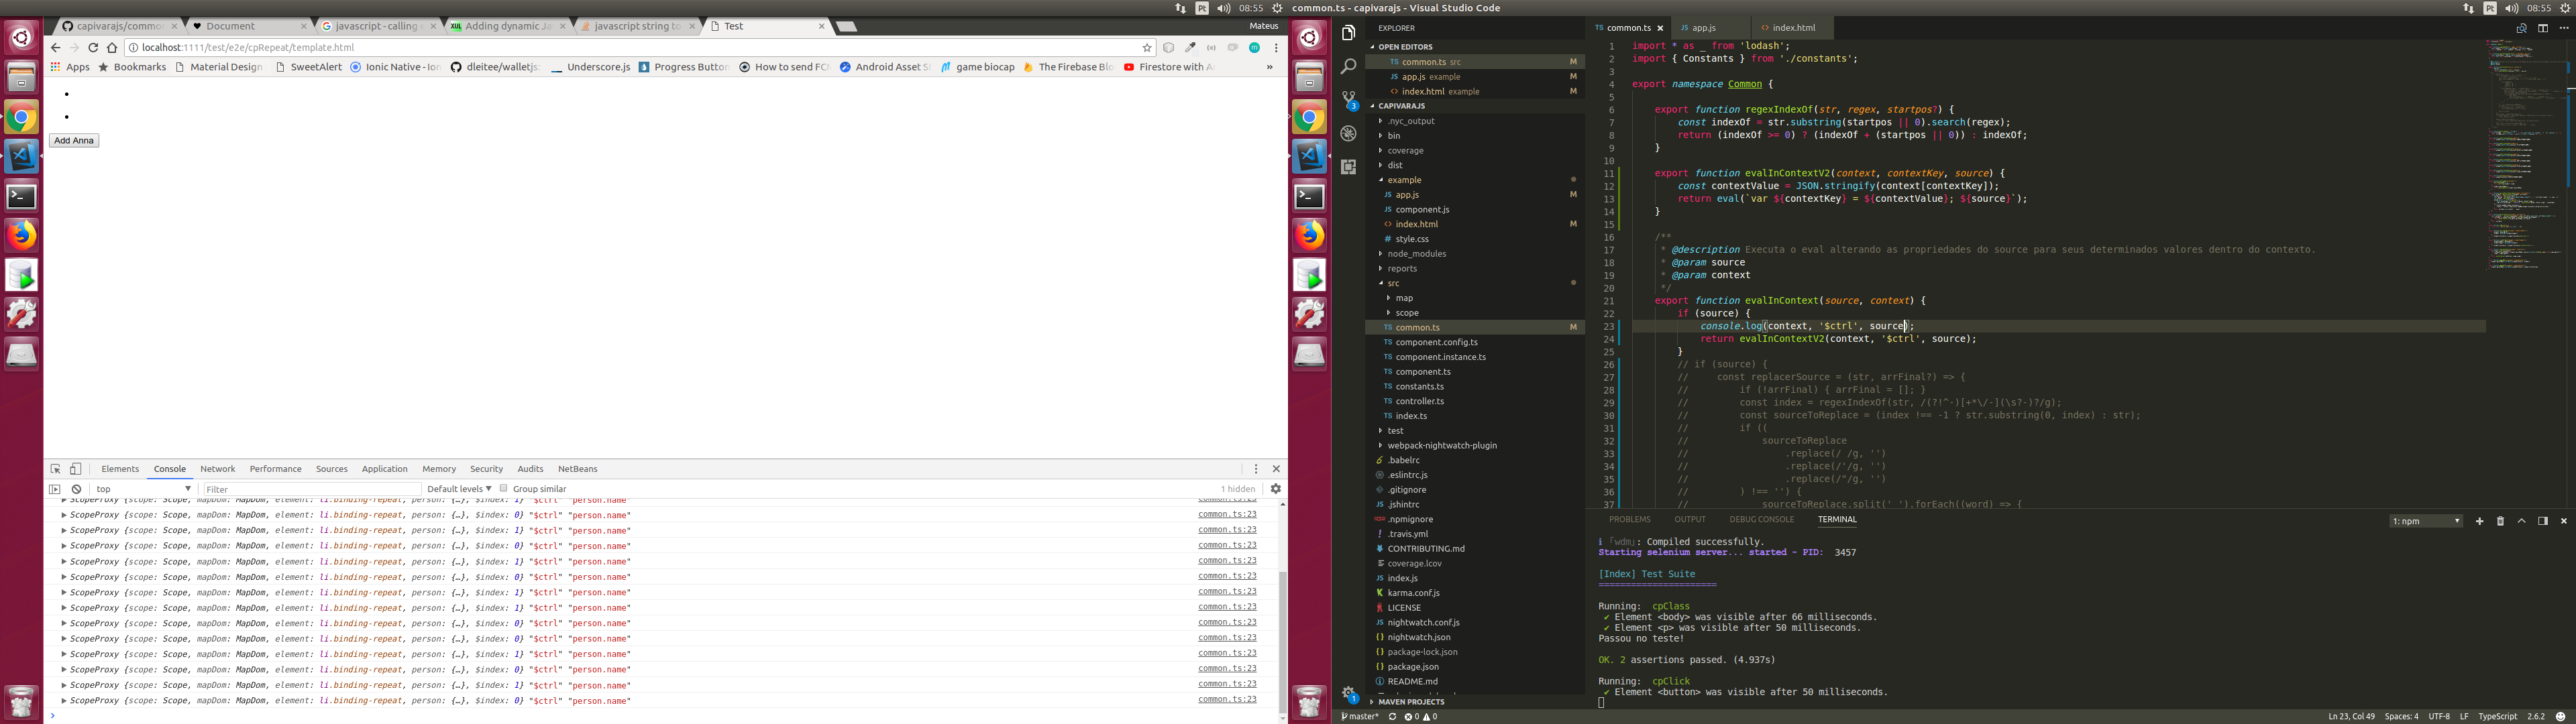 Pt 08:55 common.ts - capivarajs - Visual Studio Code Pt 08:55
capivarajs/common Document javascript - calling e Adding dynamic Ja javascript string to Test Mateus
localhost:1111/test/e2e/cpRepeat/template.html
Apps Bookmarks Material Design SweetAlert Ionic Native - Ion dleitee/walletjs: Underscore.js Progress Button How to send FCM Android Asset St game biocap The Firebase Blo Firestore with A »
Add Anna
Elements Console Network Performance Sources Application Memory Security Audits NetBeans
top Filter Default levels Group similar 1 hidden
ScopeProxy {scope: Scope, mapDom: MapDom, element: li.binding-repeat, person: {…}, $index: 1} "$ctrl" "person.name" common.ts:23
ScopeProxy {scope: Scope, mapDom: MapDom, element: li.binding-repeat, person: {…}, $index: 0} "$ctrl" "person.name" common.ts:23
ScopeProxy {scope: Scope, mapDom: MapDom, element: li.binding-repeat, person: {…}, $index: 1} "$ctrl" "person.name" common.ts:23
ScopeProxy {scope: Scope, mapDom: MapDom, element: li.binding-repeat, person: {…}, $index: 0} "$ctrl" "person.name" common.ts:23
ScopeProxy {scope: Scope, mapDom: MapDom, element: li.binding-repeat, person: {…}, $index: 1} "$ctrl" "person.name" common.ts:23
ScopeProxy {scope: Scope, mapDom: MapDom, element: li.binding-repeat, person: {…}, $index: 0} "$ctrl" "person.name" common.ts:23
ScopeProxy {scope: Scope, mapDom: MapDom, element: li.binding-repeat, person: {…}, $index: 1} "$ctrl" "person.name" common.ts:23
ScopeProxy {scope: Scope, mapDom: MapDom, element: li.binding-repeat, person: {…}, $index: 1} "$ctrl" "person.name" common.ts:23
ScopeProxy {scope: Scope, mapDom: MapDom, element: li.binding-repeat, person: {…}, $index: 0} "$ctrl" "person.name" common.ts:23
ScopeProxy {scope: Scope, mapDom: MapDom, element: li.binding-repeat, person: {…}, $index: 0} "$ctrl" "person.name" common.ts:23
ScopeProxy {scope: Scope, mapDom: MapDom, element: li.binding-repeat, person: {…}, $index: 1} "$ctrl" "person.name" common.ts:23
ScopeProxy {scope: Scope, mapDom: MapDom, element: li.binding-repeat, person: {…}, $index: 0} "$ctrl" "person.name" common.ts:23
ScopeProxy {scope: Scope, mapDom: MapDom, element: li.binding-repeat, person: {…}, $index: 1} "$ctrl" "person.name" common.ts:23
ScopeProxy {scope: Scope, mapDom: MapDom, element: li.binding-repeat, person: {…}, $index: 0} "$ctrl" "person.name" common.ts:23
EXPLORER
OPEN EDITORS
TS common.ts src M
JS app.js example M
<> index.html example M
CAPIVARAJS
.nyc_output
bin
coverage
dist
example
JS app.js M
JS component.js
<> index.html M
# style.css
node_modules
reports
src
map
scope
TS common.ts M
TS component.config.ts
TS component.instance.ts
TS component.ts
TS constants.ts
TS controller.ts
TS index.ts
test
webpack-nightwatch-plugin
.babelrc
.eslintrc.js
.gitignore
.jshintrc
.npmignore
.travis.yml
CONTRIBUTING.md
coverage.lcov
index.js
karma.conf.js
LICENSE
nightwatch.conf.js
nightwatch.json
package-lock.json
package.json
README.md
MAVEN PROJECTS
TS common.ts JS app.js <> index.html
1 import * as _ from 'lodash';
2 import { Constants } from './constants';
3
4 export namespace Common {
5
6 export function regexIndexOf(str, regex, startpos?) {
7 const indexOf = str.substring(startpos || 0).search(regex);
8 return (indexOf >= 0) ? (indexOf + (startpos || 0)) : indexOf;
9 }
10
11 export function evalInContextV2(context, contextKey, source) {
12 const contextValue = JSON.stringify(context[contextKey]);
13 return eval(`var ${contextKey} = ${contextValue}; ${source}`);
14 }
15
16 /**
17 * @description Executa o eval alterando as propriedades do source para seus determinados valores dentro do contexto.
18 * @param source
19 * @param context
20 */
21 export function evalInContext(source, context) {
22 if (source) {
23 console.log(context, '$ctrl', source);
24 return evalInContextV2(context, '$ctrl', source);
25 }
26 // if (source) {
27 // const replacerSource = (str, arrFinal?) => {
28 // if (!arrFinal) { arrFinal = []; }
29 // const index = regexIndexOf(str, /(?!^-)[+*\/-](\s?-)?/g);
30 // const sourceToReplace = (index !== -1 ? str.substring(0, index) : str);
31 // if ((
32 // sourceToReplace
33 // .replace(/ /g, '')
34 // .replace(/'/g, '')
35 // .replace(/"/g, '')
36 // ) !== '') {
37 // sourceToReplace.split(' ').forEach((word) => {
PROBLEMS OUTPUT DEBUG CONSOLE TERMINAL 1: npm
ℹ ｢wdm｣: Compiled successfully.
Starting selenium server... started - PID: 3457
[Index] Test Suite
======================
Running: cpClass
✔ Element <body> was visible after 66 milliseconds.
✔ Element <p> was visible after 50 milliseconds.
Passou no teste!
OK. 2 assertions passed. (4.937s)
Running: cpClick
✔ Element <button> was visible after 50 milliseconds.
master* 0 0 Ln 23, Col 49 Spaces: 4 UTF-8 LF TypeScript 2.6.2